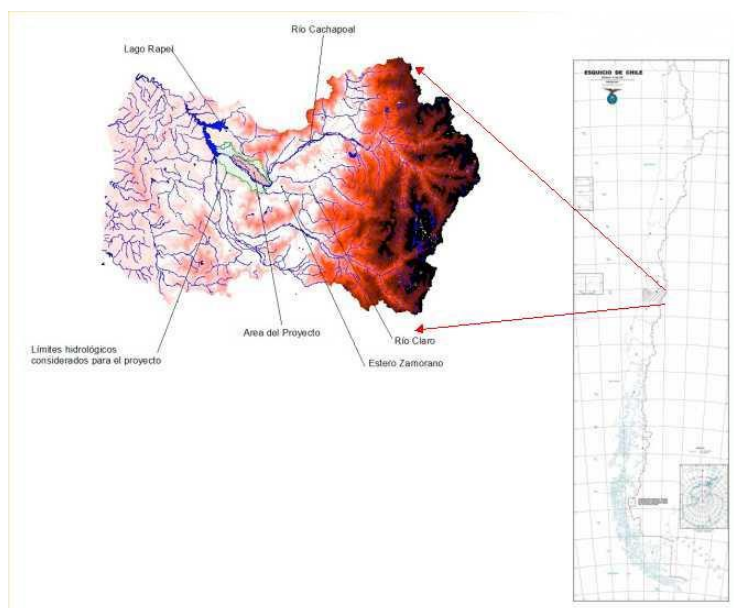 Río Cachapoal
Lago Rapel
ESQUICIO DE CHILE
Area del Proyecto
Río Claro
Límites hidrológicos
considerados para el proyecto
Estero Zamorano